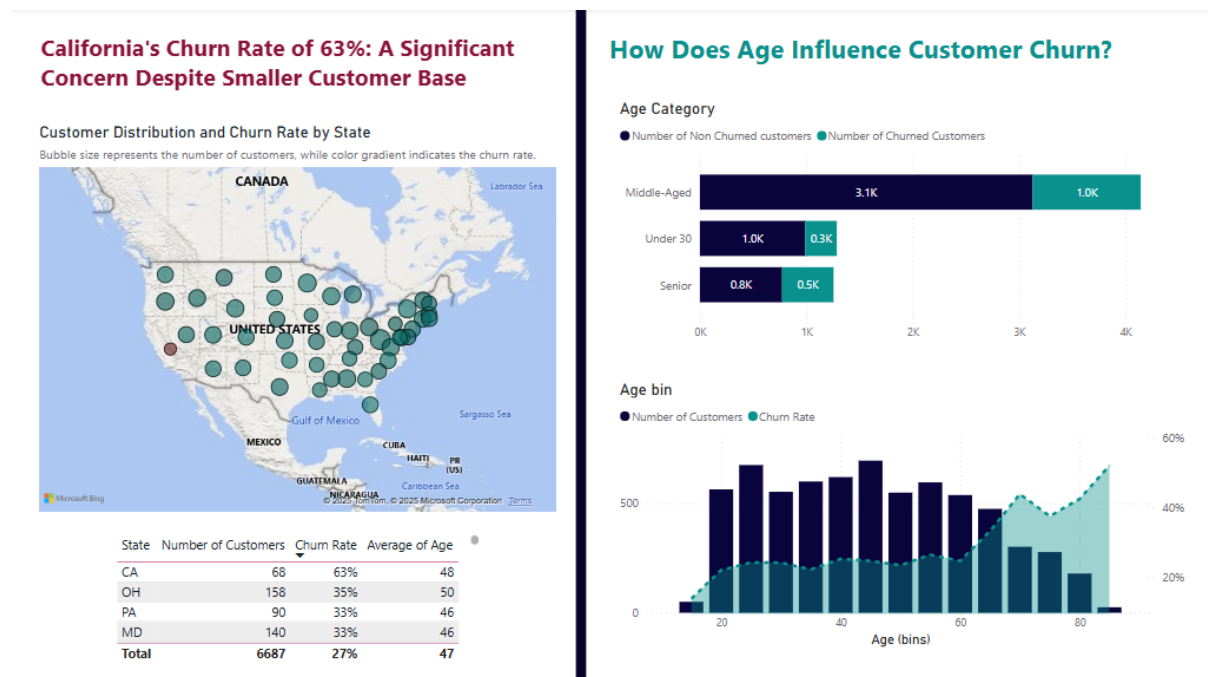 California's Churn Rate of 63%: A Significant
Concern Despite Smaller Customer Base
Customer Distribution and Churn Rate by State
Bubble size represents the number of customers, while color gradient indicates the churn rate.
CANADA
Labrador Sea
UNITED STATES
Gulf of Mexico
Sargasso Sea
MEXICO
CUBA
HAITI
PR
(US)
GUATEMALA
Caribbean Sea
NICARAGUA
Microsoft Bing
© 2025 TomTom, © 2025 Microsoft Corporation Terms
State Number of Customers Churn Rate Average of Age
CA 68 63% 48
OH 158 35% 50
PA 90 33% 46
MD 140 33% 46
Total 6687 27% 47
How Does Age Influence Customer Churn?
Age Category
Number of Non Churned customers Number of Churned Customers
Middle-Aged 3.1K 1.0K
Under 30 1.0K 0.3K
Senior 0.8K 0.5K
0K 1K 2K 3K 4K
Age bin
Number of Customers Churn Rate
60%
500 40%
20%
0
20 40 60 80
Age (bins)